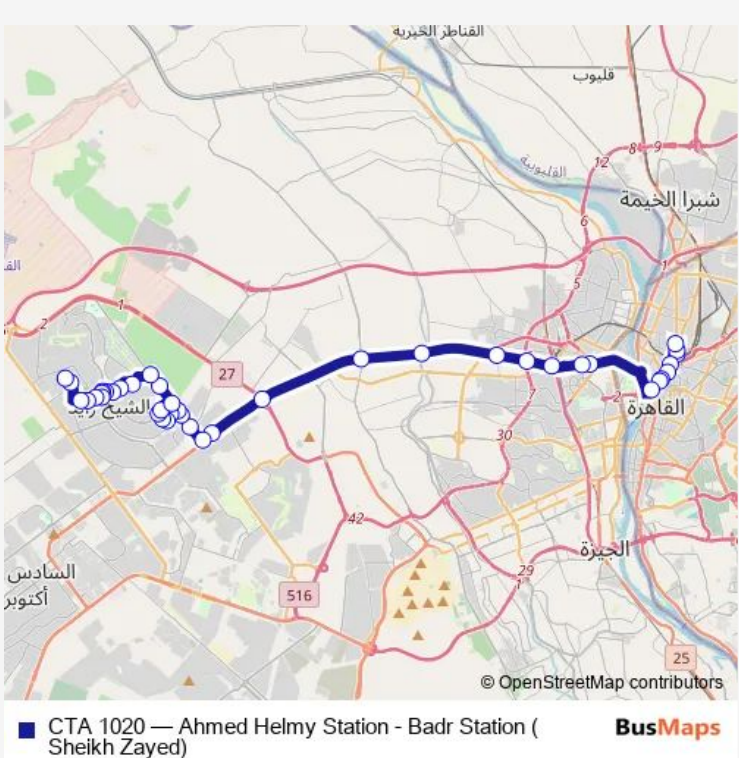 القناطر الخيرية
قليوب
8
9
12
القليوبية
شبرا الخيمة
6
1
الق
5
1
2
27
الشيخ زايد
7
2
القاهرة
30
42
الجيزة
السادس
أكتوبر
29
1
516
25
© OpenStreetMap contributors
CTA 1020 — Ahmed Helmy Station - Badr Station (
Sheikh Zayed)
BusMaps